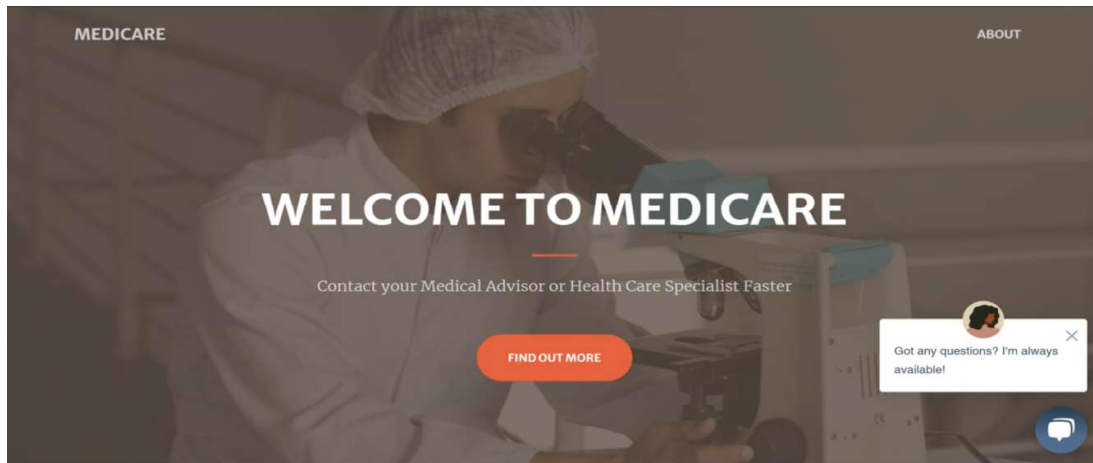 MEDICARE
ABOUT
WELCOME TO MEDICARE
Contact your Medical Advisor or Health Care Specialist Faster
FIND OUT MORE
Got any questions? I'm always
available!